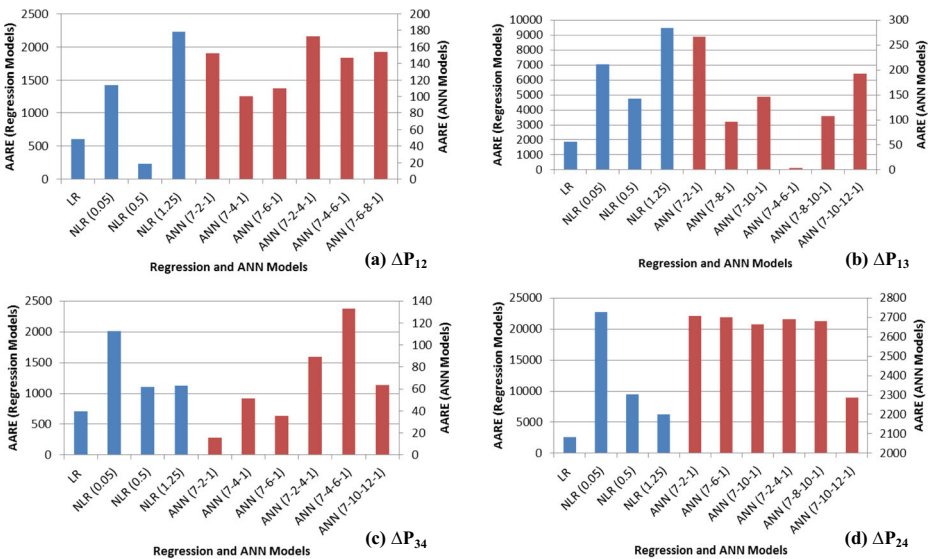 AARE (Regression Models)
2500
2000
1500
1000
500
0
200
180
160
140
120
100
80
60
40
20
0
AARE (ANN Models)
LR
NLR (0.05)
NLR (0.5)
NLR (1.25)
ANN (7-2-1)
ANN (7-4-1)
ANN (7-6-1)
ANN (7-2-4-1)
ANN (7-4-6-1)
ANN (7-6-8-1)
Regression and ANN Models
(a) ΔP12
AARE (Regression Models)
10000
9000
8000
7000
6000
5000
4000
3000
2000
1000
0
300
250
200
150
100
50
0
AARE (ANN Models)
LR
NLR (0.05)
NLR (0.5)
NLR (1.25)
ANN (7-2-1)
ANN (7-8-1)
ANN (7-10-1)
ANN (7-4-6-1)
ANN (7-8-10-1)
ANN (7-10-12-1)
Regression and ANN Models
(b) ΔP13
AARE (Regression Models)
2500
2000
1500
1000
500
0
140
120
100
80
60
40
20
0
AARE (ANN Models)
LR
NLR (0.05)
NLR (0.5)
NLR (1.25)
ANN (7-2-1)
ANN (7-4-1)
ANN (7-6-1)
ANN (7-2-4-1)
ANN (7-4-6-1)
ANN (7-10-12-1)
Regression and ANN Models
(c) ΔP34
AARE (Regression Models)
25000
20000
15000
10000
5000
0
2800
2700
2600
2500
2400
2300
2200
2100
2000
AARE (ANN Models)
LR
NLR (0.05)
NLR (0.5)
NLR (1.25)
ANN (7-2-1)
ANN (7-6-1)
ANN (7-10-1)
ANN (7-2-4-1)
ANN (7-8-10-1)
ANN (7-10-12-1)
Regression and ANN Models
(d) ΔP24